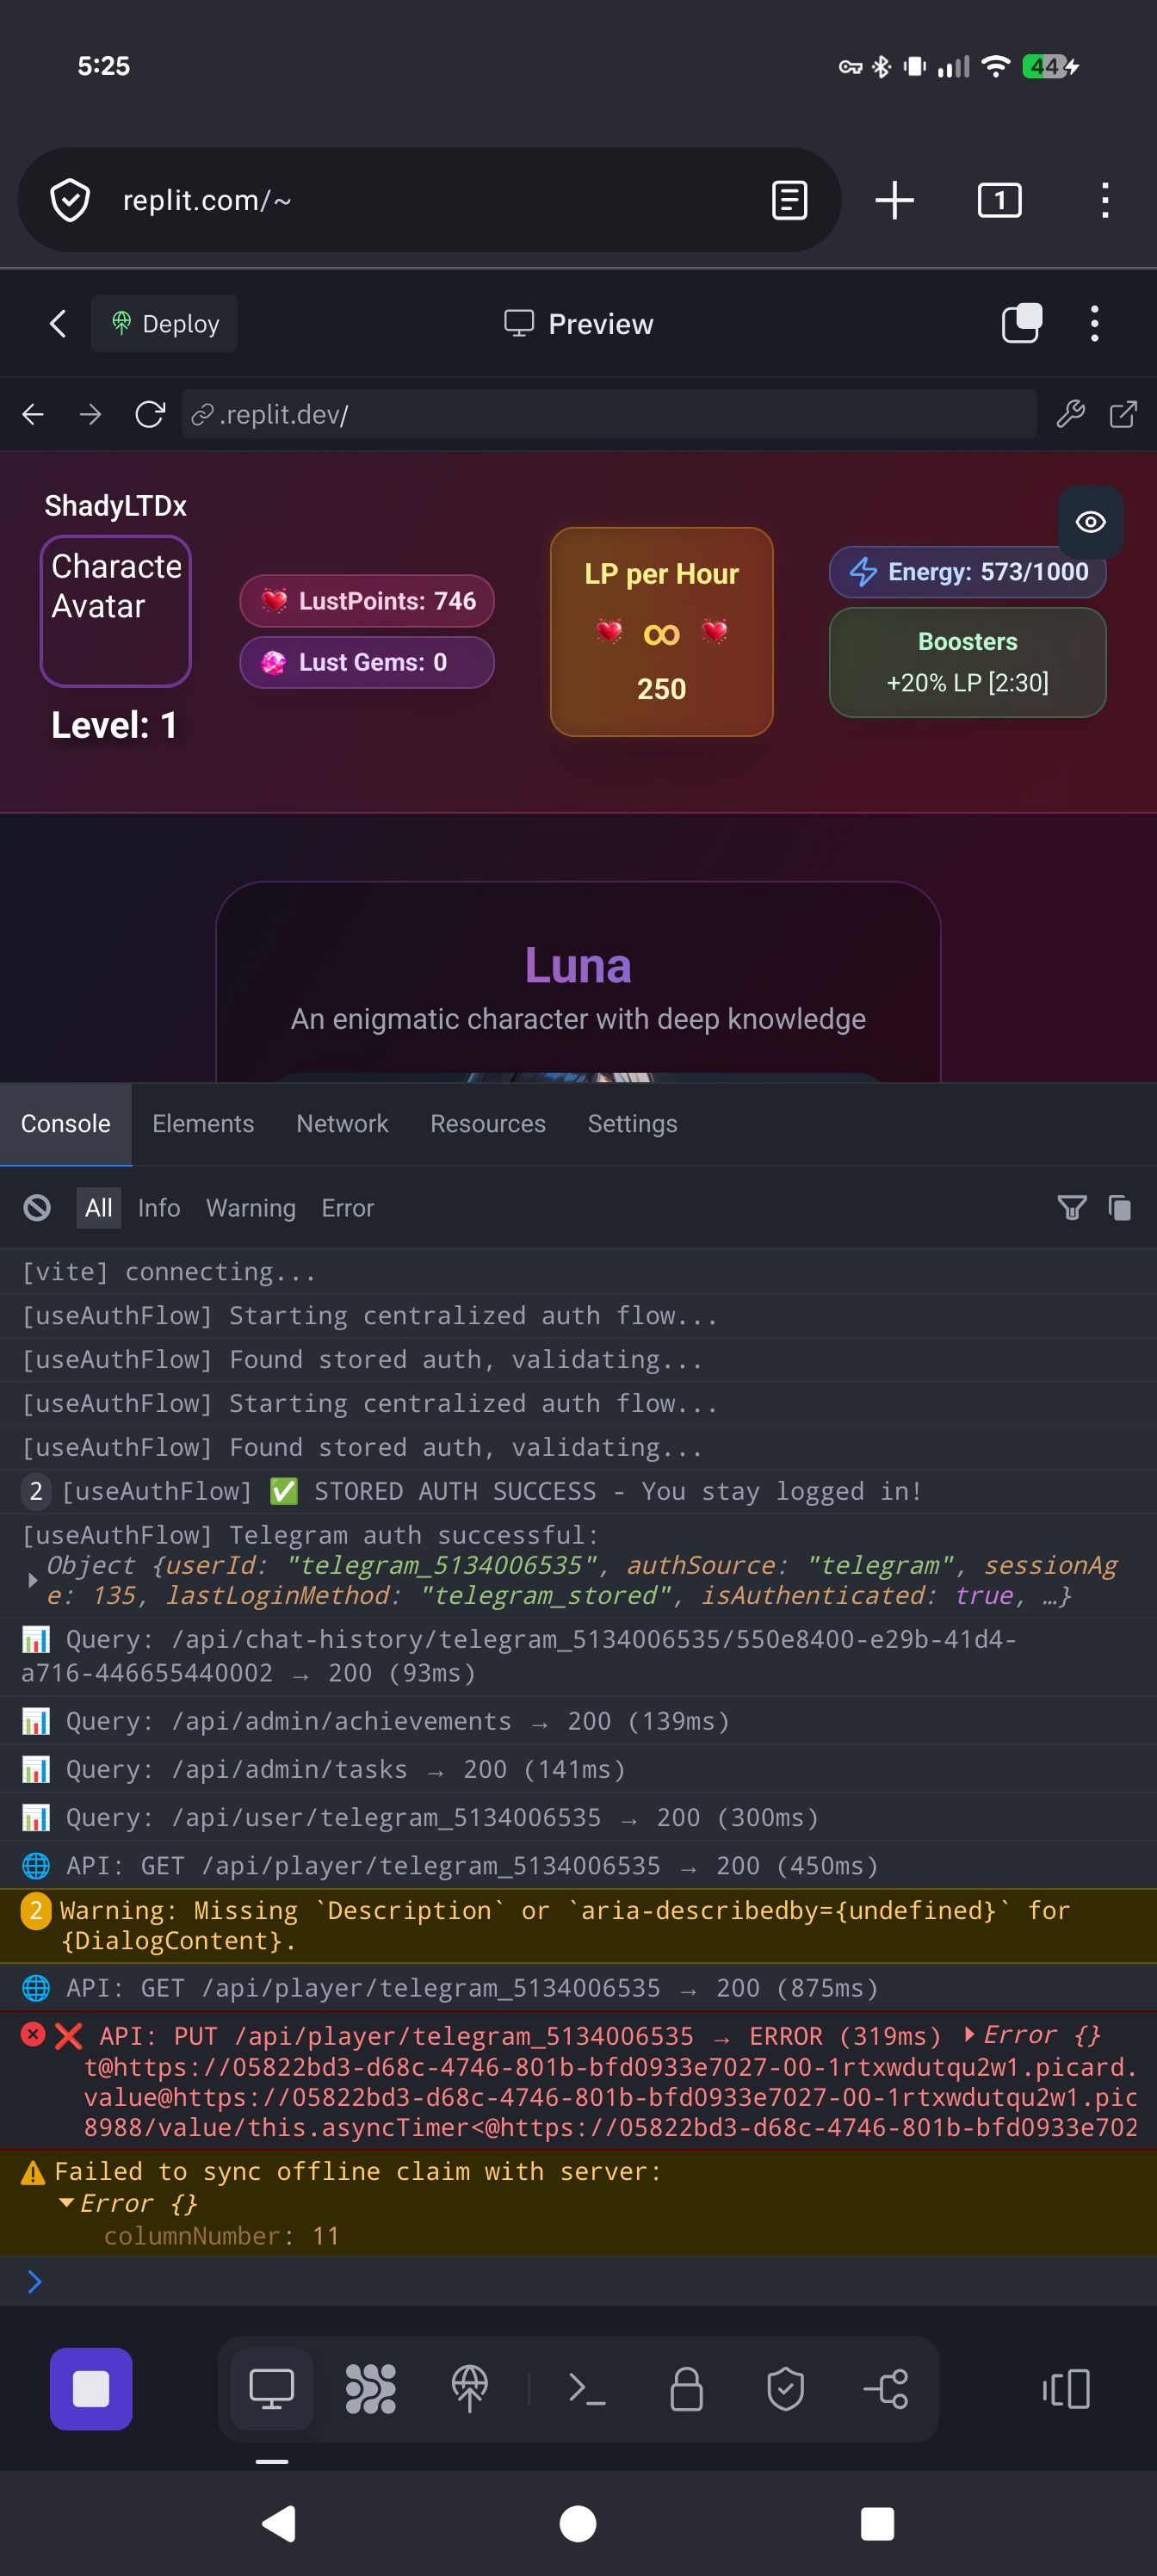 5:25
44
replit.com/~
1
Deploy
Preview
.replit.dev/
ShadyLTDx
Characte
Avatar
Level: 1
LustPoints: 746
Lust Gems: 0
LP per Hour
∞
250
Energy: 573/1000
Boosters
+20% LP [2:30]
Luna
An enigmatic character with deep knowledge
Console Elements Network Resources Settings
All Info Warning Error
[vite] connecting...
[useAuthFlow] Starting centralized auth flow...
[useAuthFlow] Found stored auth, validating...
[useAuthFlow] Starting centralized auth flow...
[useAuthFlow] Found stored auth, validating...
2 [useAuthFlow] ✅ STORED AUTH SUCCESS - You stay logged in!
[useAuthFlow] Telegram auth successful:
Object {userId: "telegram_5134006535", authSource: "telegram", sessionAg
e: 135, lastLoginMethod: "telegram_stored", isAuthenticated: true, …}
📊 Query: /api/chat-history/telegram_5134006535/550e8400-e29b-41d4-
a716-446655440002 → 200 (93ms)
📊 Query: /api/admin/achievements → 200 (139ms)
📊 Query: /api/admin/tasks → 200 (141ms)
📊 Query: /api/user/telegram_5134006535 → 200 (300ms)
🌐 API: GET /api/player/telegram_5134006535 → 200 (450ms)
2 Warning: Missing `Description` or `aria-describedby={undefined}` for
{DialogContent}.
🌐 API: GET /api/player/telegram_5134006535 → 200 (875ms)
❌ API: PUT /api/player/telegram_5134006535 → ERROR (319ms) Error {}
t@https://05822bd3-d68c-4746-801b-bfd0933e7027-00-1rtxwdutqu2w1.picard.
value@https://05822bd3-d68c-4746-801b-bfd0933e7027-00-1rtxwdutqu2w1.pic
8988/value/this.asyncTimer<@https://05822bd3-d68c-4746-801b-bfd0933e702
Failed to sync offline claim with server:
Error {}
columnNumber: 11